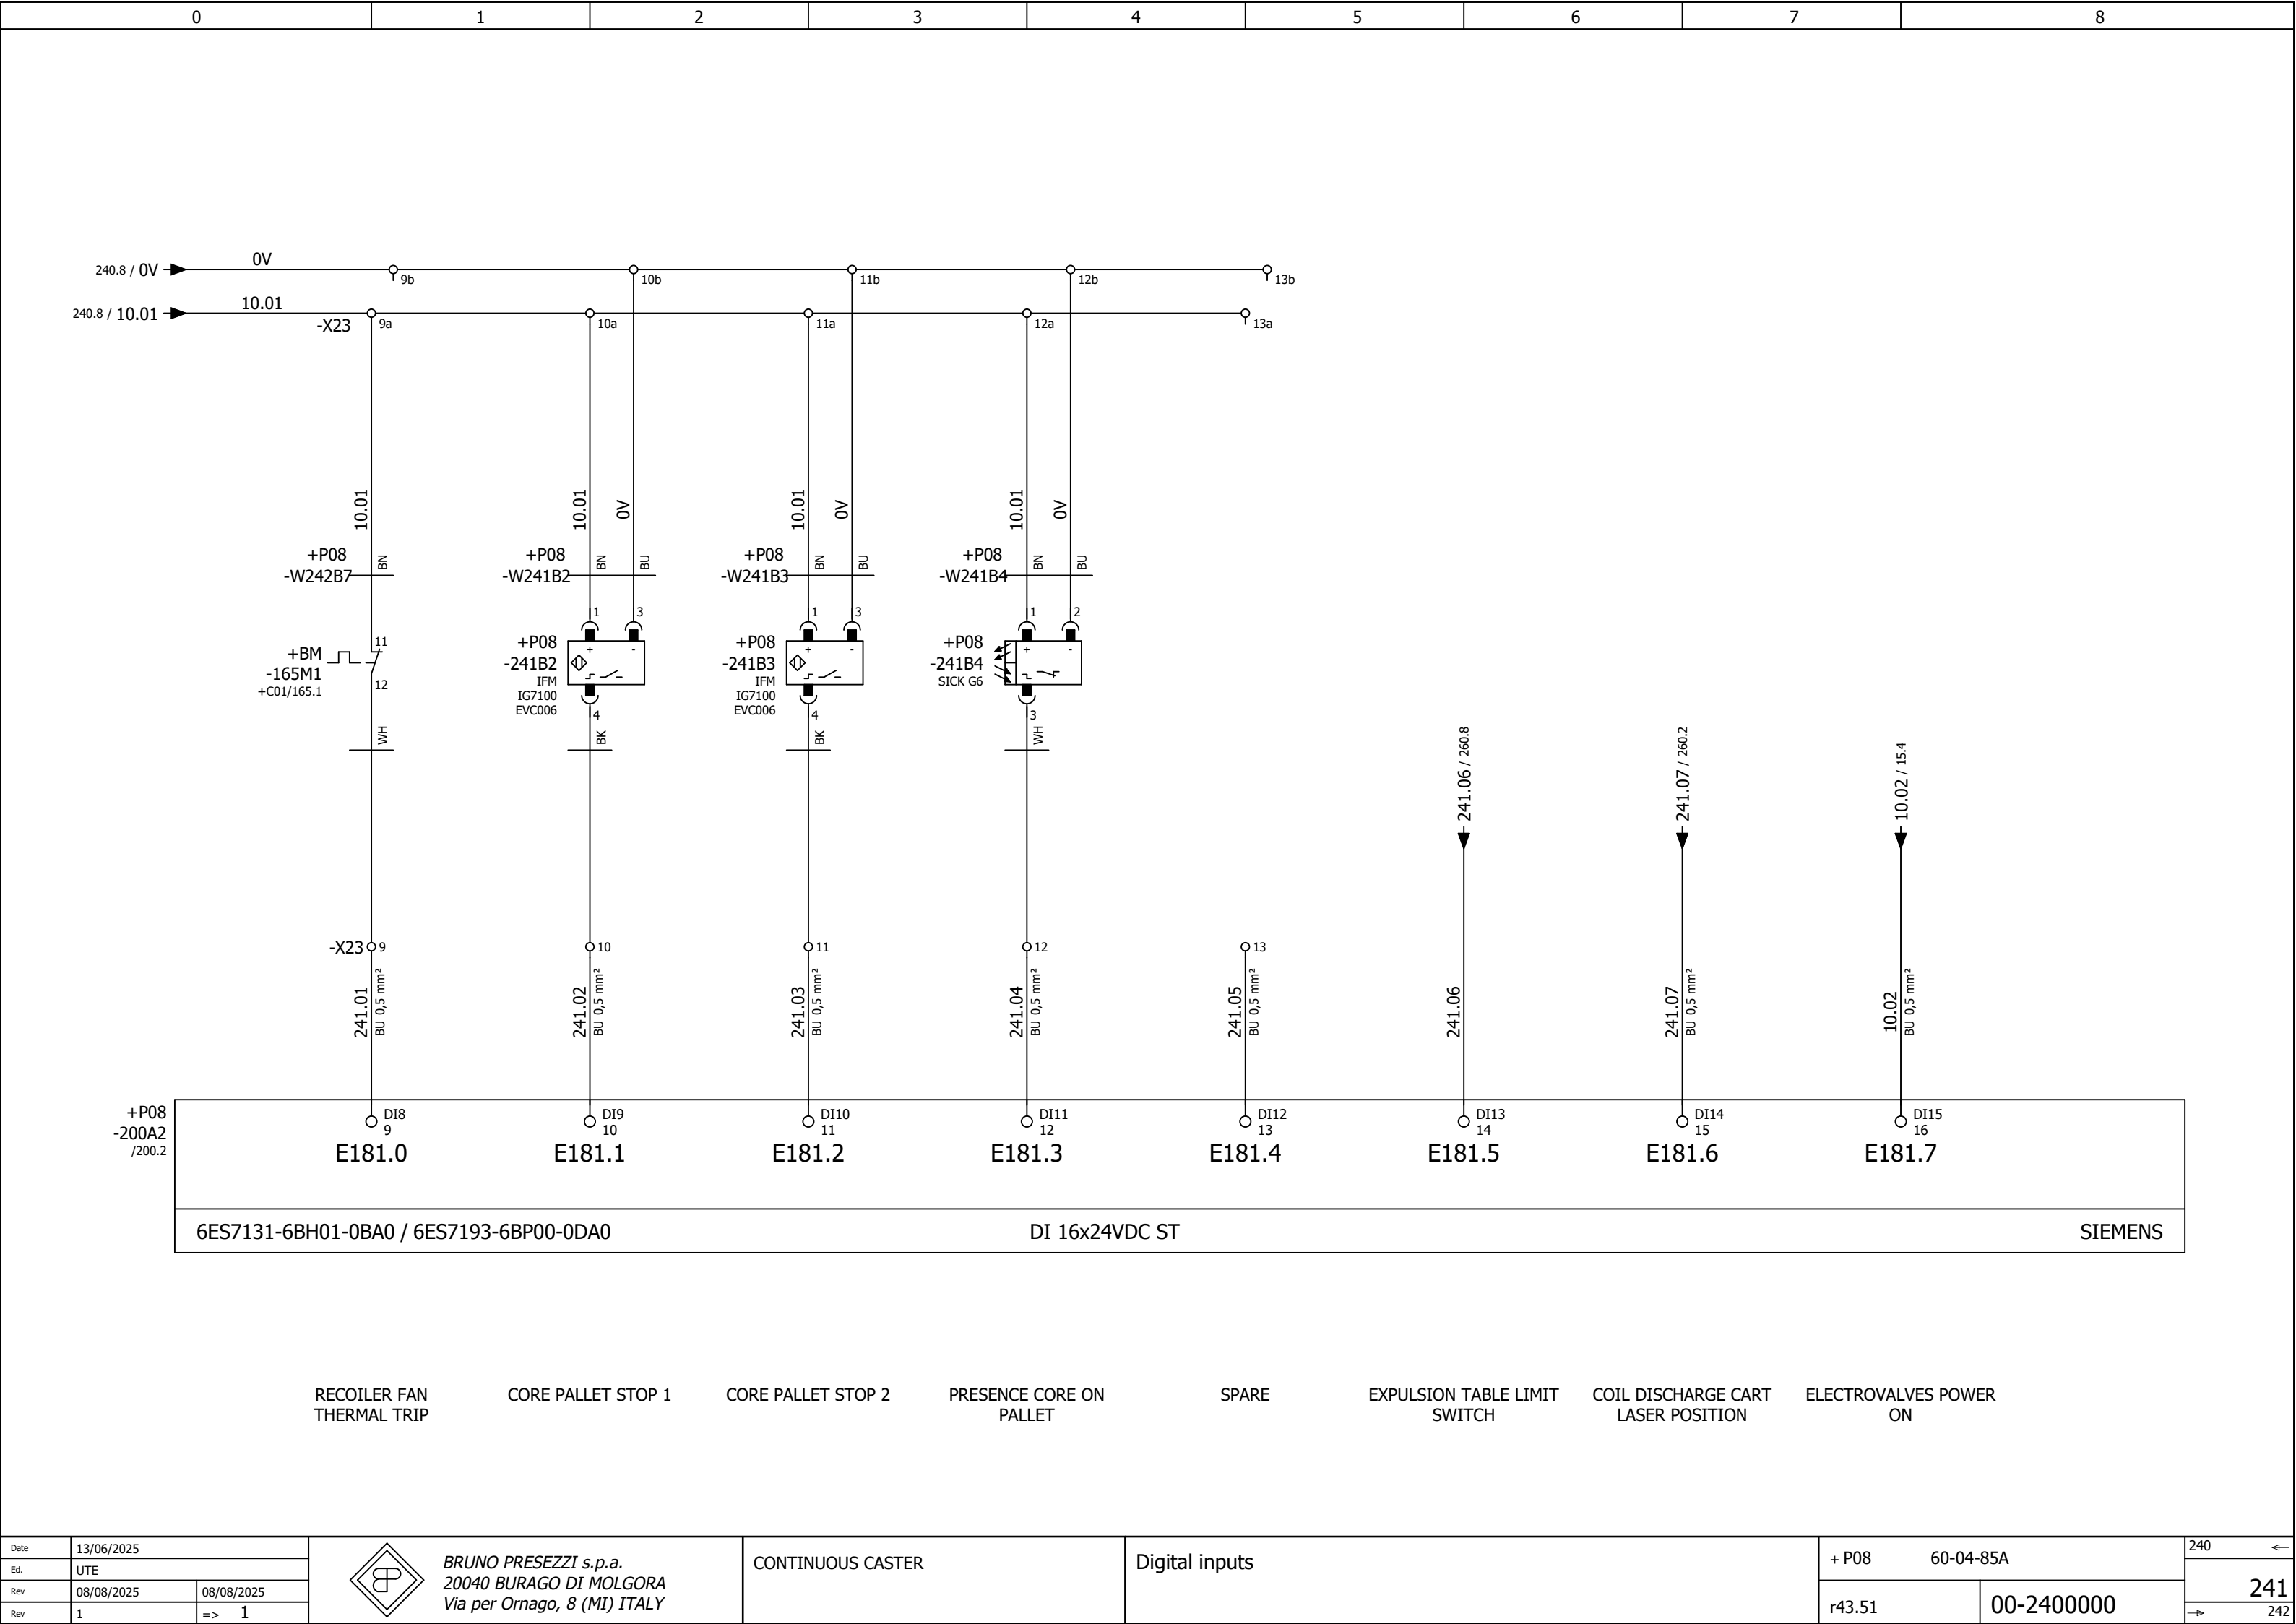 0 1 2 3 4 5 6 7 8
240.8 / 0V 0V 9b 10b 11b 12b 13b
240.8 / 10.01 10.01 -X23 9a 10a 11a 12a 13a
10.01 10.01 0V 10.01 0V 10.01 0V
+P08 BN +P08 BN BU +P08 BN BU +P08 BN BU
-W242B7 -W241B2 -W241B3 -W241B4
1 3 1 3 1 2
+BM 11 +P08 + - +P08 + - +P08 + -
-165M1 -241B2 -241B3 -241B4
+C01/165.1 12 IFM IFM SICK G6
IG7100 IG7100
EVC006 4 EVC006 4 3
WH BK BK WH
241.06 / 260.8 241.07 / 260.2 10.02 / 15.4
-X23 9 10 11 12 13
241.01 BU 0,5 mm² 241.02 BU 0,5 mm² 241.03 BU 0,5 mm² 241.04 BU 0,5 mm² 241.05 BU 0,5 mm² 241.06 241.07 BU 0,5 mm² 10.02 BU 0,5 mm²
+P08 DI8 DI9 DI10 DI11 DI12 DI13 DI14 DI15
-200A2 9 10 11 12 13 14 15 16
/200.2 E181.0 E181.1 E181.2 E181.3 E181.4 E181.5 E181.6 E181.7
6ES7131-6BH01-0BA0 / 6ES7193-6BP00-0DA0 DI 16x24VDC ST SIEMENS
RECOILER FAN CORE PALLET STOP 1 CORE PALLET STOP 2 PRESENCE CORE ON SPARE EXPULSION TABLE LIMIT COIL DISCHARGE CART ELECTROVALVES POWER
THERMAL TRIP PALLET SWITCH LASER POSITION ON
Date 13/06/2025
Ed. UTE
Rev 08/08/2025 08/08/2025
Rev 1 => 1
BRUNO PRESEZZI s.p.a.
20040 BURAGO DI MOLGORA
Via per Ornago, 8 (MI) ITALY
CONTINUOUS CASTER
Digital inputs
+ P08 60-04-85A
r43.51 00-2400000
240
241
242